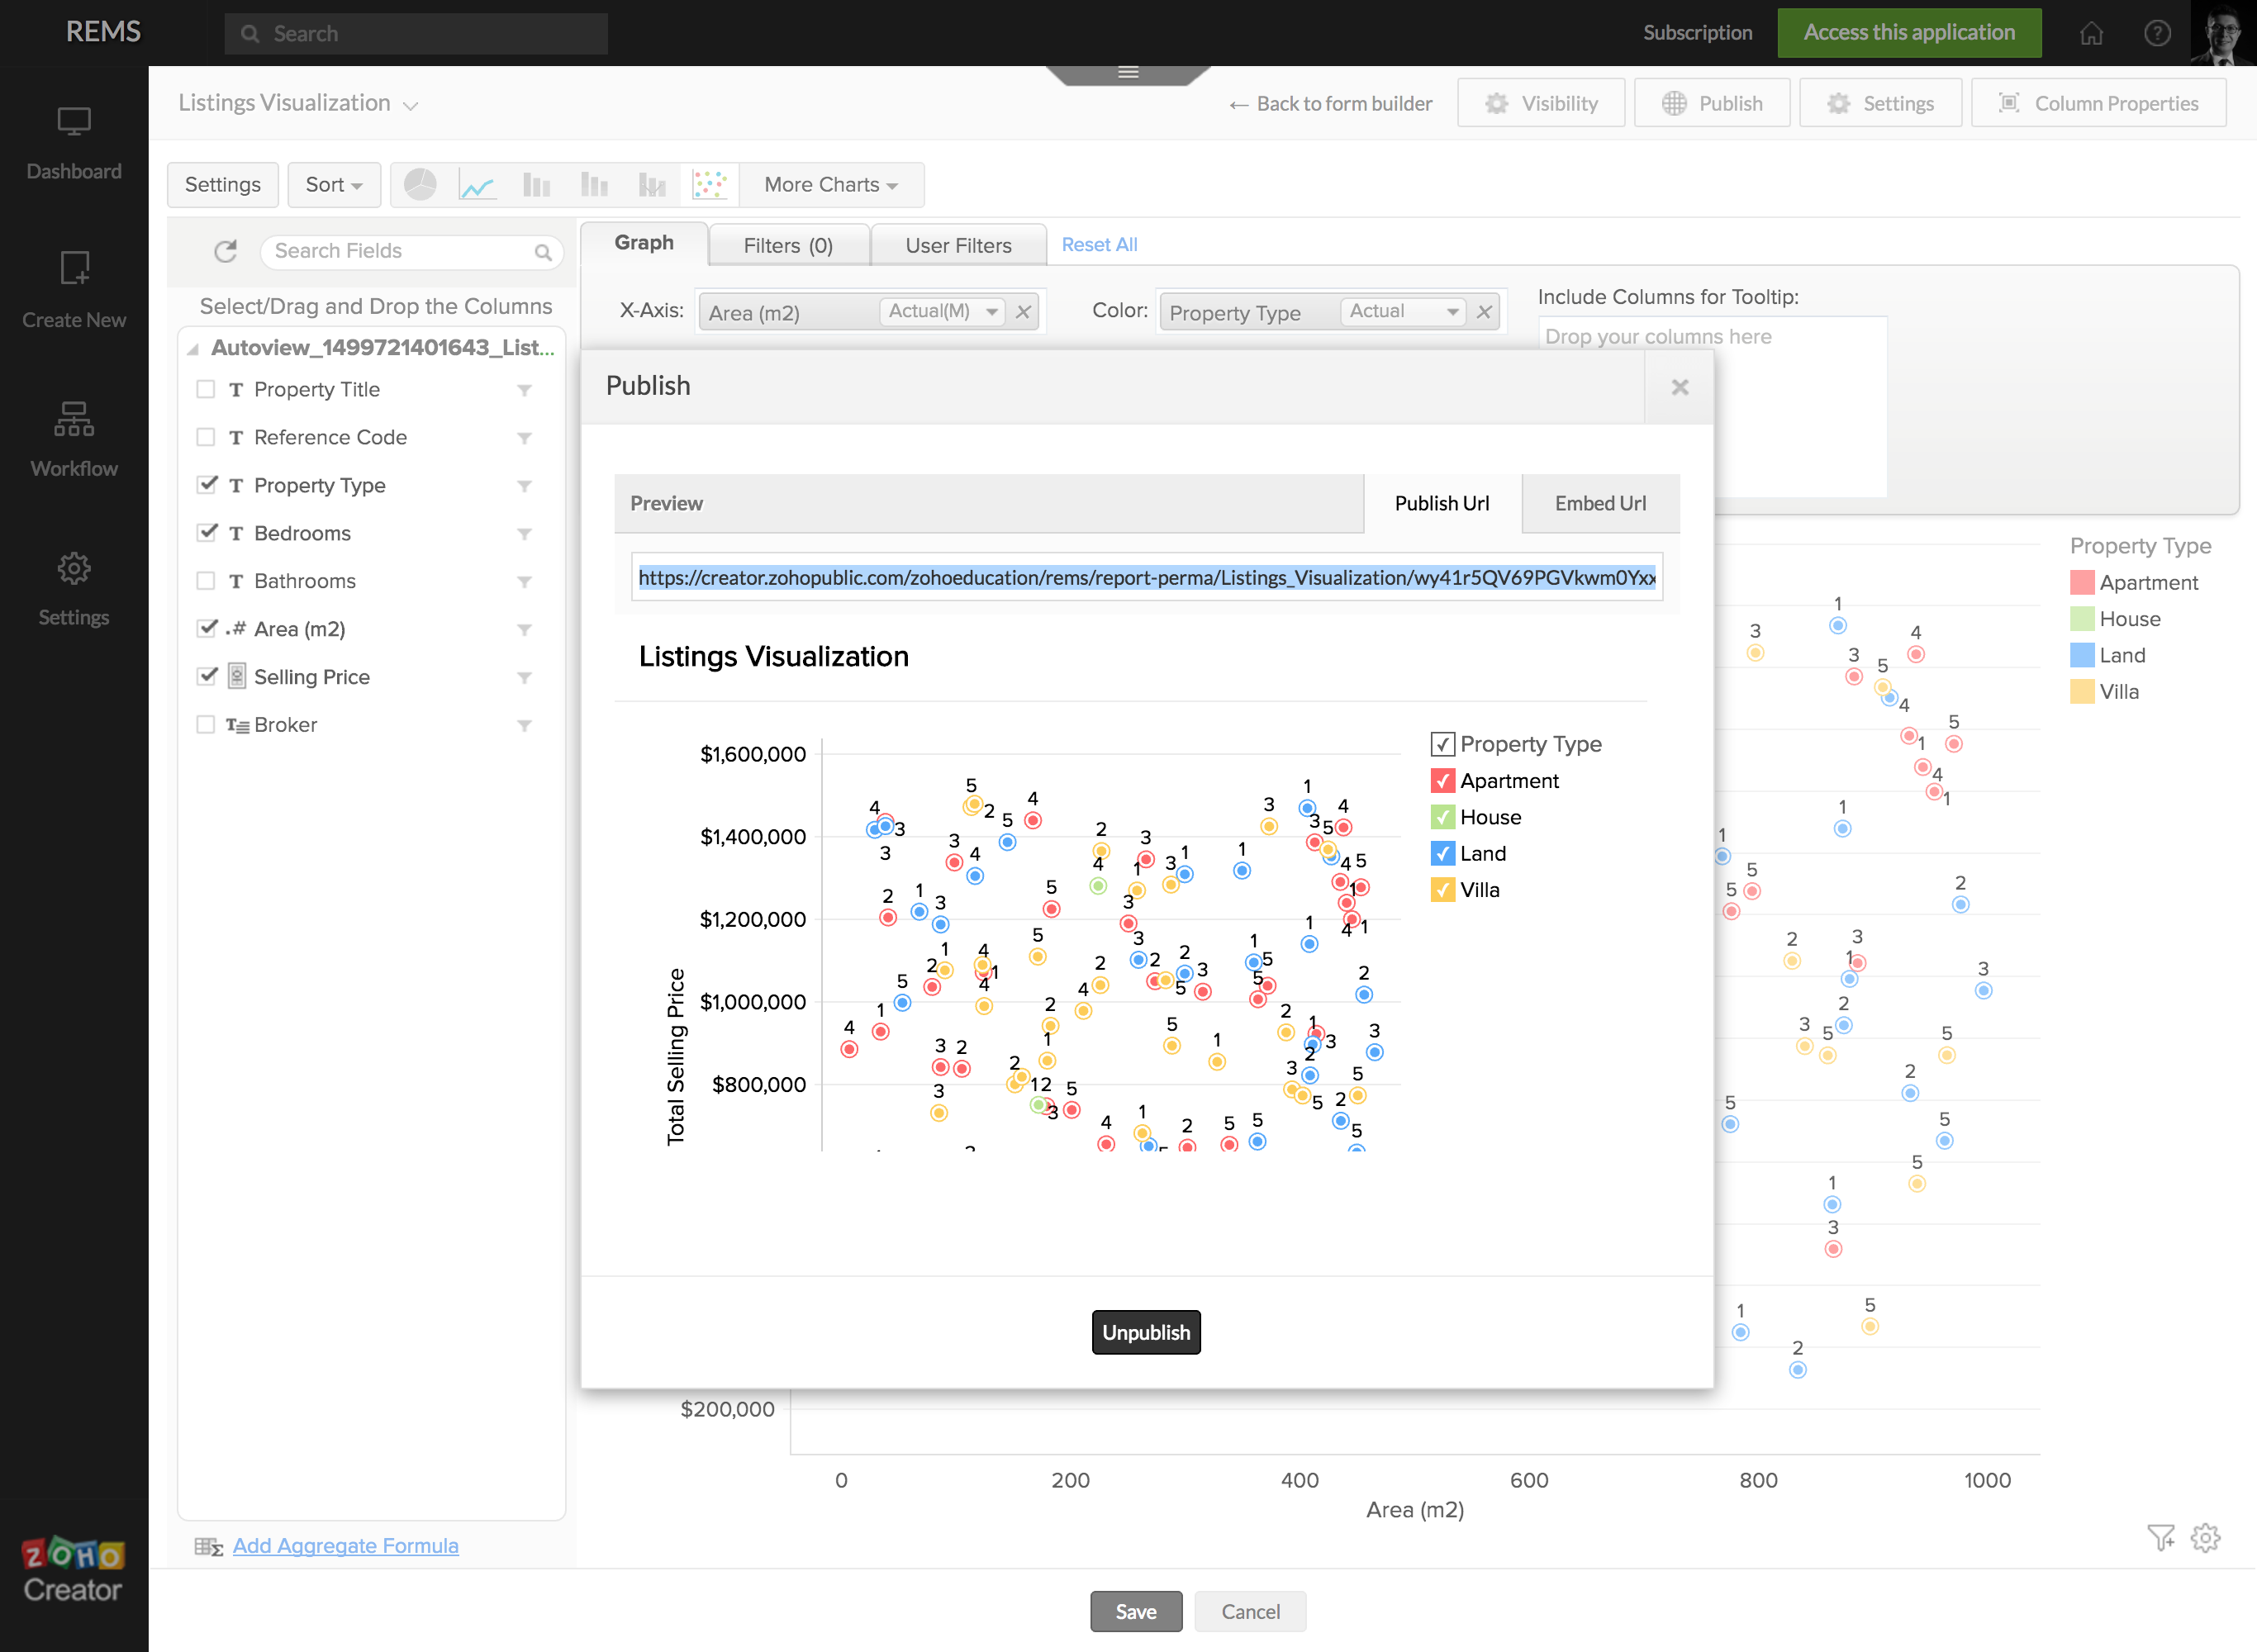 REMS
Search
Subscription
Access this application
Listings Visualization
← Back to form builder
Visibility
Publish
Settings
Column Properties
Dashboard
Create New
Workflow
Settings
Settings
Sort
More Charts
Search Fields
Graph
Filters (0)
User Filters
Reset All
Select/Drag and Drop the Columns
X-Axis:
Area (m2)
Actual(M)
Color:
Property Type
Actual
Include Columns for Tooltip:
Drop your columns here
Autoview_1499721401643_List...
T Property Title
T Reference Code
T Property Type
T Bedrooms
T Bathrooms
.# Area (m2)
Selling Price
T Broker
Add Aggregate Formula
Publish
Preview
Publish Url
Embed Url
https://creator.zohopublic.com/zohoeducation/rems/report-perma/Listings_Visualization/wy41r5QV69PGVkwm0Yxx
Listings Visualization
$1,600,000
$1,400,000
$1,200,000
$1,000,000
$800,000
Total Selling Price
Property Type
Apartment
House
Land
Villa
Unpublish
Property Type
Apartment
House
Land
Villa
$200,000
0 200 400 600 800 1000
Area (m2)
ZOHO
Creator
Save
Cancel